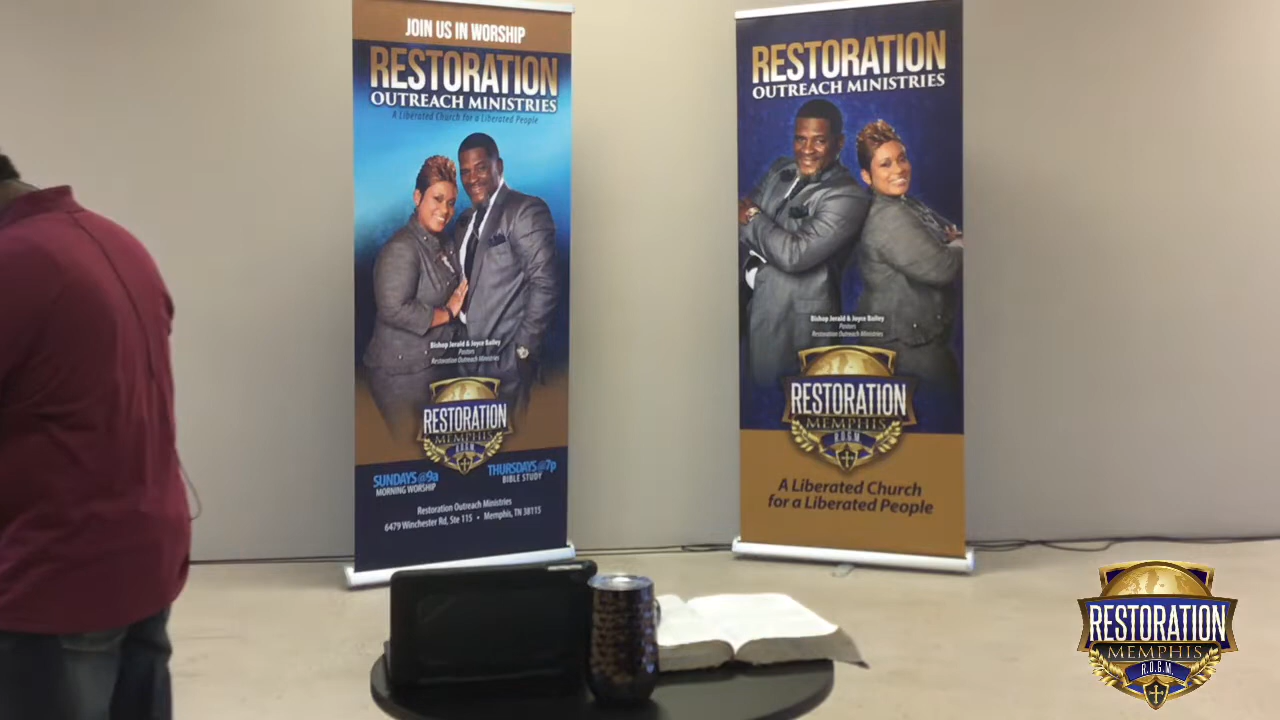 JOIN US IN WORSHIP
RESTORATION
OUTREACH MINISTRIES
A Liberated Church for a Liberated People
Bishop Jerald & Joyce Bailey
Pastors
Restoration Outreach Ministries
RESTORATION
MEMPHIS
R.O.G.M
SUNDAYS @9a
MORNING WORSHIP
THURSDAYS @7p
BIBLE STUDY
Restoration Outreach Ministries
6479 Winchester Rd, Ste 115 • Memphis, TN 38115
RESTORATION
OUTREACH MINISTRIES
Bishop Jerald & Joyce Bailey
Pastors
Restoration Outreach Ministries
RESTORATION
MEMPHIS
R.O.G.M
A Liberated Church
for a Liberated People
RESTORATION
MEMPHIS
R.O.G.M